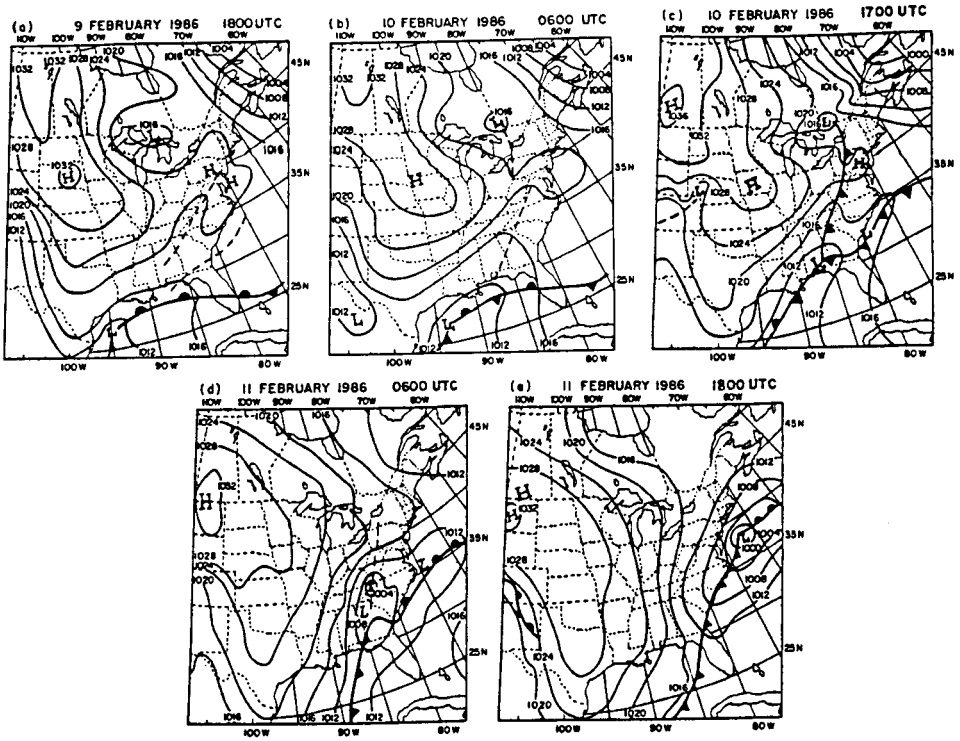 (a) 9 FEBRUARY 1986 1800 UTC
110W 100W 90W 80W 70W 60W
1020 1016 1012 1004
1032 1032 1028 1024
45N
1004
1008
1012
1016
1016
1028
1032
H
35N
H
H
1024
1020
1016
1012
25N
L
1012 1016
100W 90W 80W
(b) 10 FEBRUARY 1986 0600 UTC
110W 100W 90W 80W 70W 60W
1020 1016 1012 1008 1004
1032 1032 1028 1024
45N
1004
1008
1012
1016
1016
L
1028
1024
H
35N
1020
1016
1012
25N
1012 L
L
1012 1012 1016
100W 90W 80W
(c) 10 FEBRUARY 1986 1700 UTC
110W 100W 90W 80W 70W 60W
1012 1004
1000
1024 1016
45N
1008
H
1036
1028
1020
1016 L
1032
H
35N
L 1028 H
1016
1024
1012
L
L
1020
25N
1012
1016
100W 90W 80W
(d) 11 FEBRUARY 1986 0600 UTC
110W 100W 90W 80W 70W 60W
1020 1016
1024
45N
1028
1012
1032
H
1012
35N
1028
1024
1020
L
1004
L
1008
1016
25N
1016 1016 1012 1012
100W 90W 80W
(e) 11 FEBRUARY 1986 1800 UTC
110W 100W 90W 80W 70W 60W
1024 1020
45N
1028 1016
1012
1008
H
1032
H
L 1004
1000
35N
1028
1008
1012
1024
25N
1016
1020 1020
90W 80W
100W